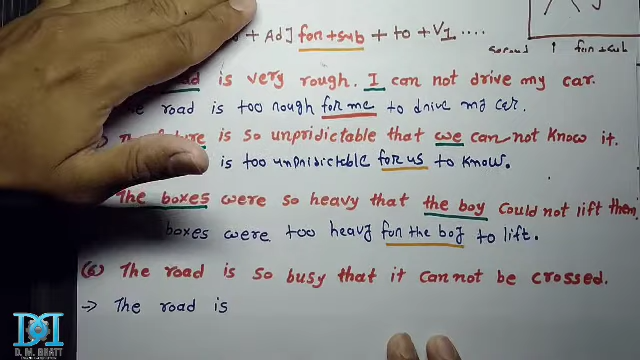 + Adj for + sub + to + V1 ....
second ↑ for + sub
road is very rough. I can not drive my car.
the road is too rough for me to drive my car.
future is so unpridictable that we can not know it.
is too unpridictable for us to know.
The boxes were so heavy that the boy could not lift them
boxes were too heavy for the boy to lift.
(6) The road is so busy that it cannot be crossed.
→ The road is
D. M. BHATT